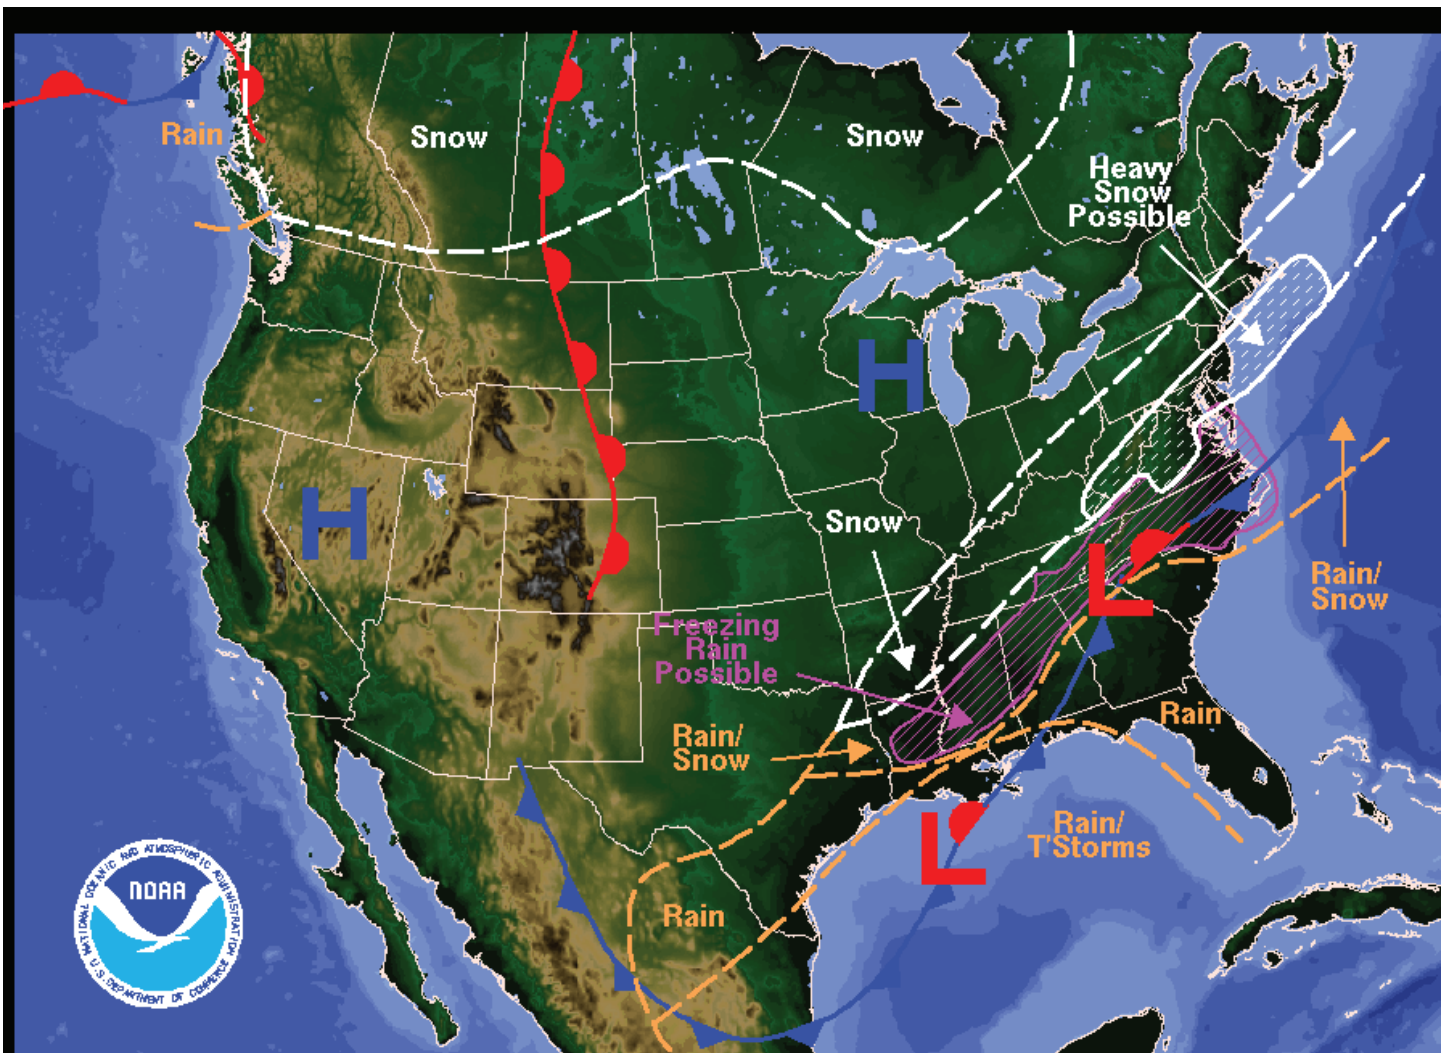 Rain
Snow
Snow
Heavy
Snow
Possible
H
H
Snow
Freezing
Rain
Possible
L
Rain/
Snow
Rain/
Snow
Rain
L
Rain/
T'Storms
Rain
NOAA
NATIONAL OCEANIC AND ATMOSPHERIC ADMINISTRATION
U.S. DEPARTMENT OF COMMERCE